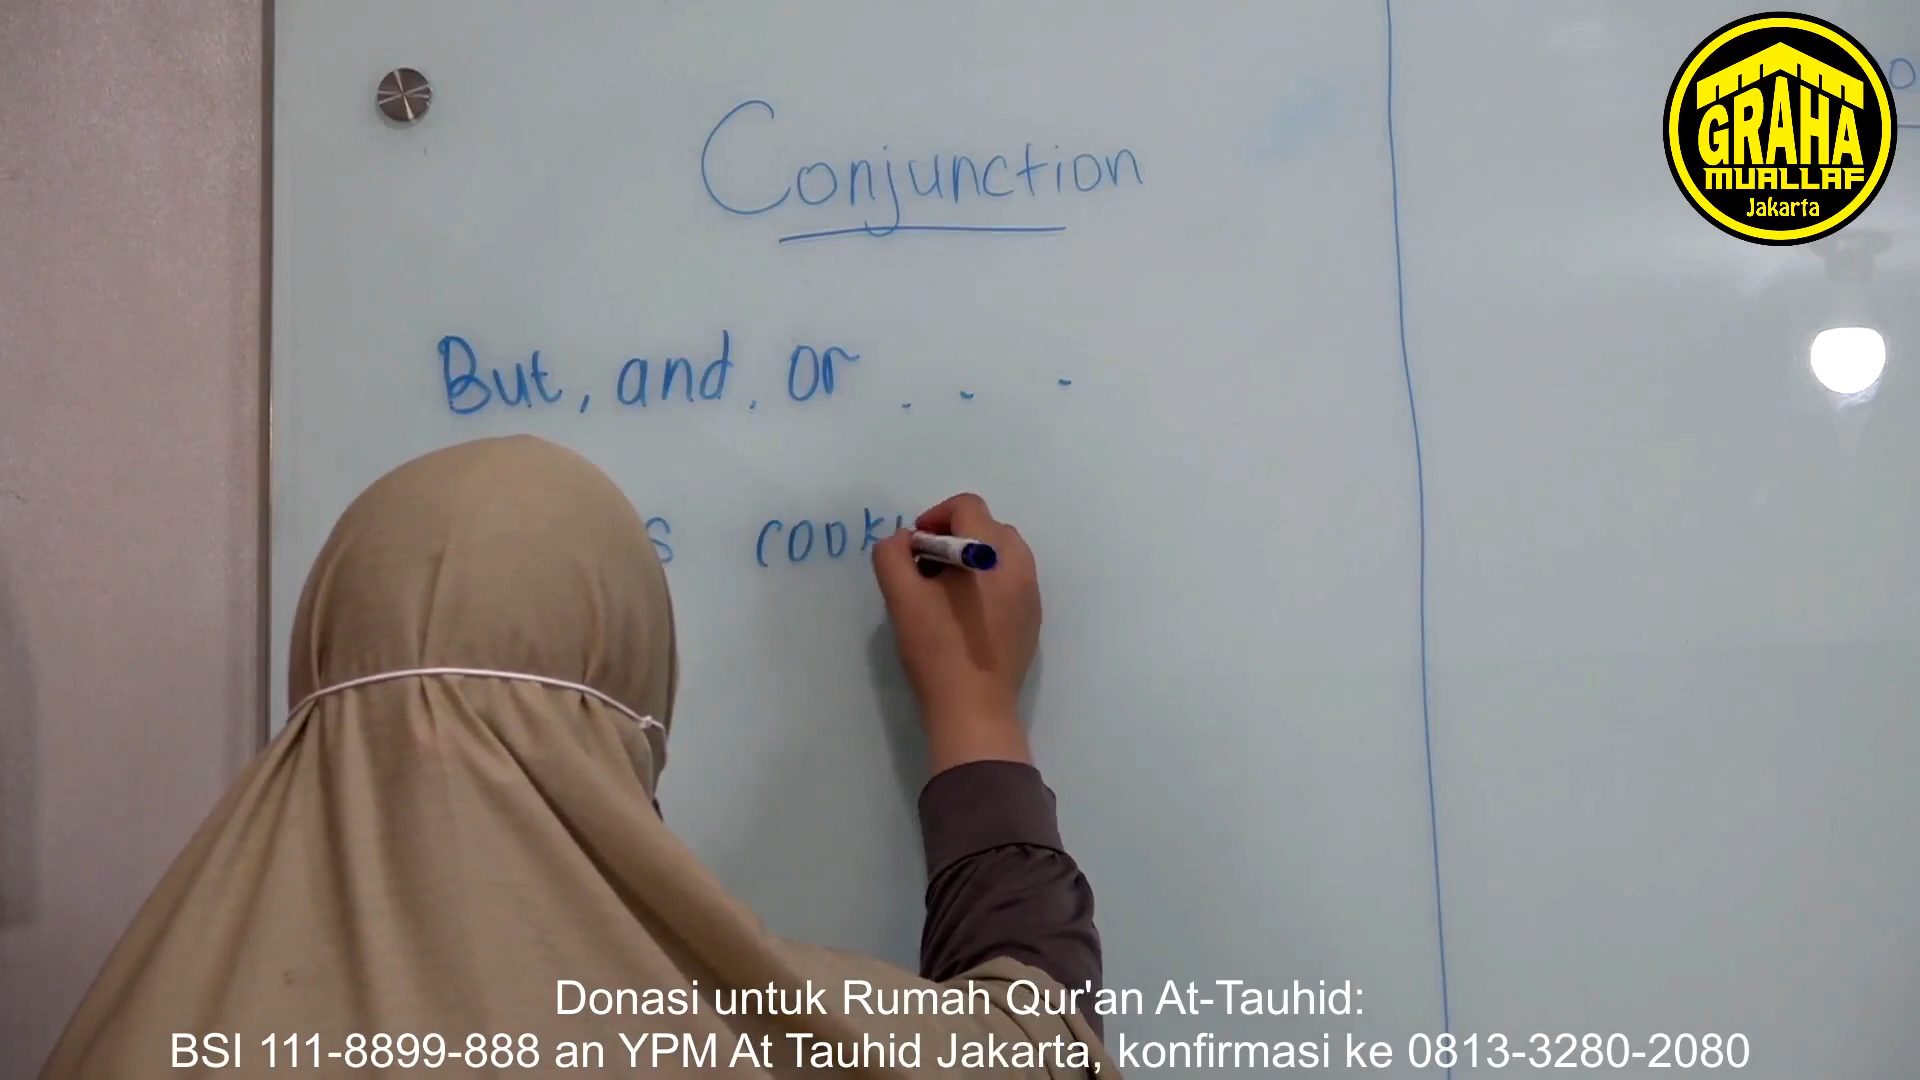 GRAHA
MUALLAF
Jakarta
Conjunction
But, and, or . . .
Donasi untuk Rumah Qur'an At-Tauhid:
BSI 111-8899-888 an YPM At Tauhid Jakarta, konfirmasi ke 0813-3280-2080